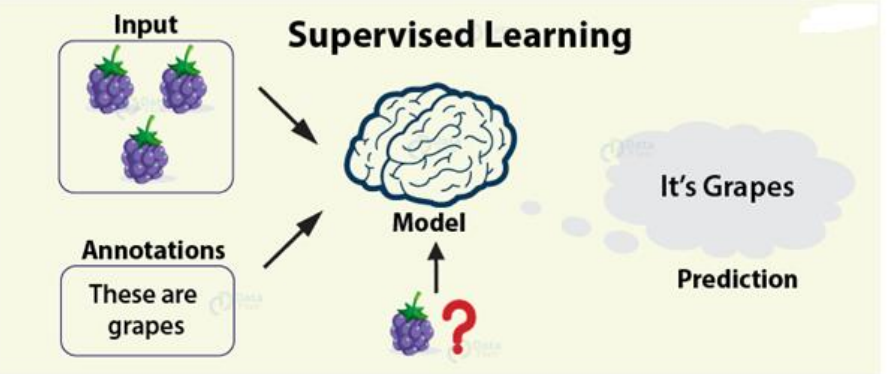 Input
Supervised Learning
Annotations
These are
grapes
Model
?
It's Grapes
Prediction